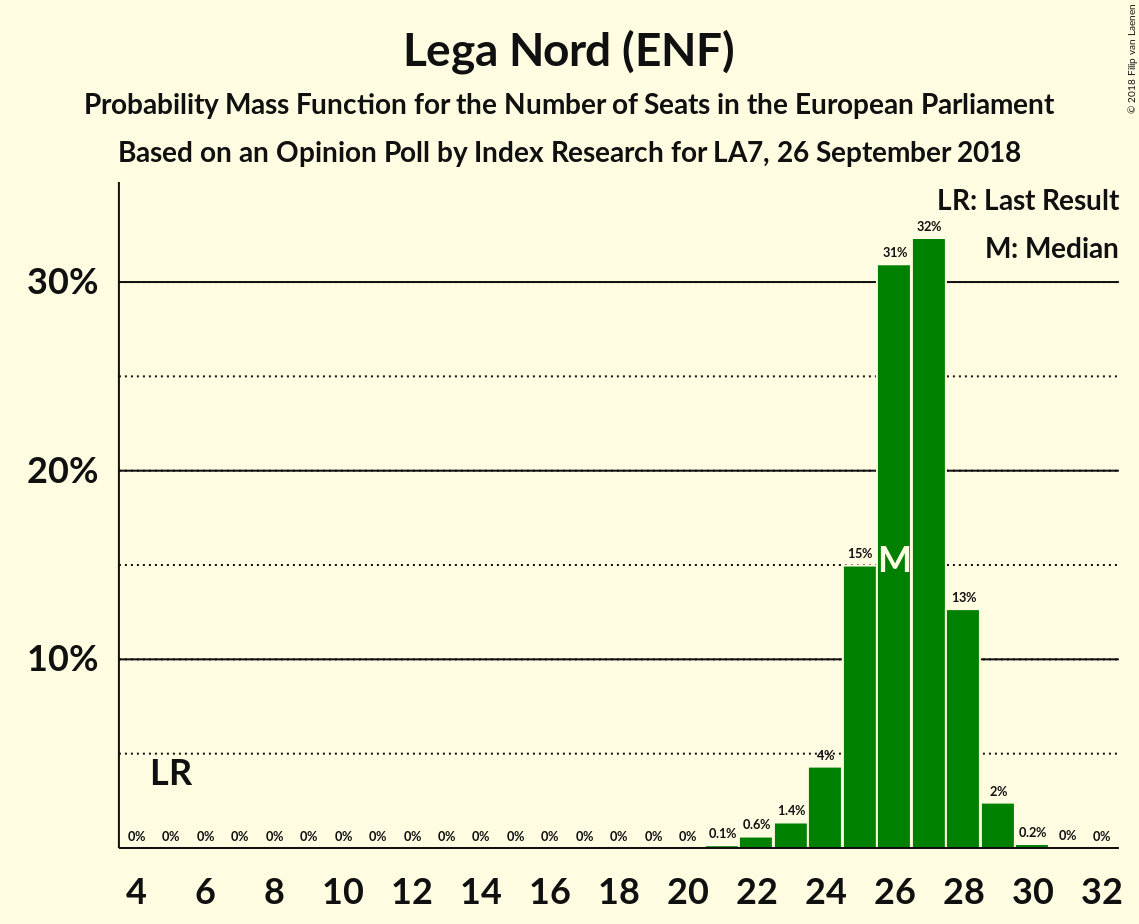 Lega Nord (ENF)
Probability Mass Function for the Number of Seats in the European Parliament
Based on an Opinion Poll by Index Research for LA7, 26 September 2018
© 2018 Filip van Laenen
LR: Last Result
M: Median
30%
20%
10%
LR
M
0% 0% 0% 0% 0% 0% 0% 0% 0% 0% 0% 0% 0% 0% 0% 0% 0% 0.1% 0.6% 1.4% 4% 15% 31% 32% 13% 2% 0.2% 0% 0%
4 6 8 10 12 14 16 18 20 22 24 26 28 30 32